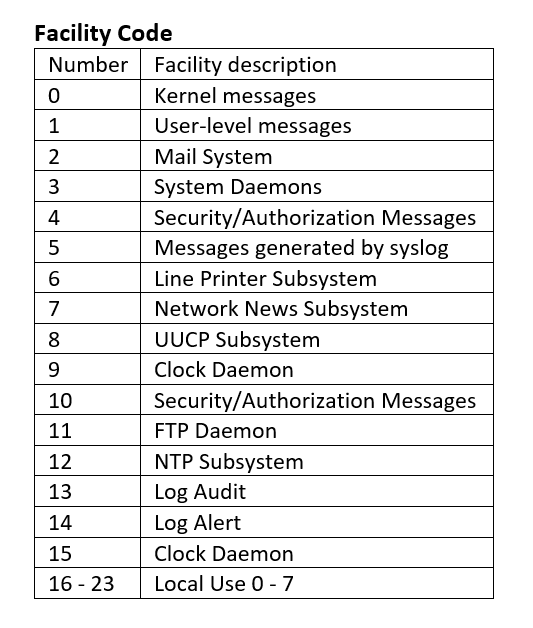 Facility Code
Number Facility description
0 Kernel messages
1 User-level messages
2 Mail System
3 System Daemons
4 Security/Authorization Messages
5 Messages generated by syslog
6 Line Printer Subsystem
7 Network News Subsystem
8 UUCP Subsystem
9 Clock Daemon
10 Security/Authorization Messages
11 FTP Daemon
12 NTP Subsystem
13 Log Audit
14 Log Alert
15 Clock Daemon
16 - 23 Local Use 0 - 7